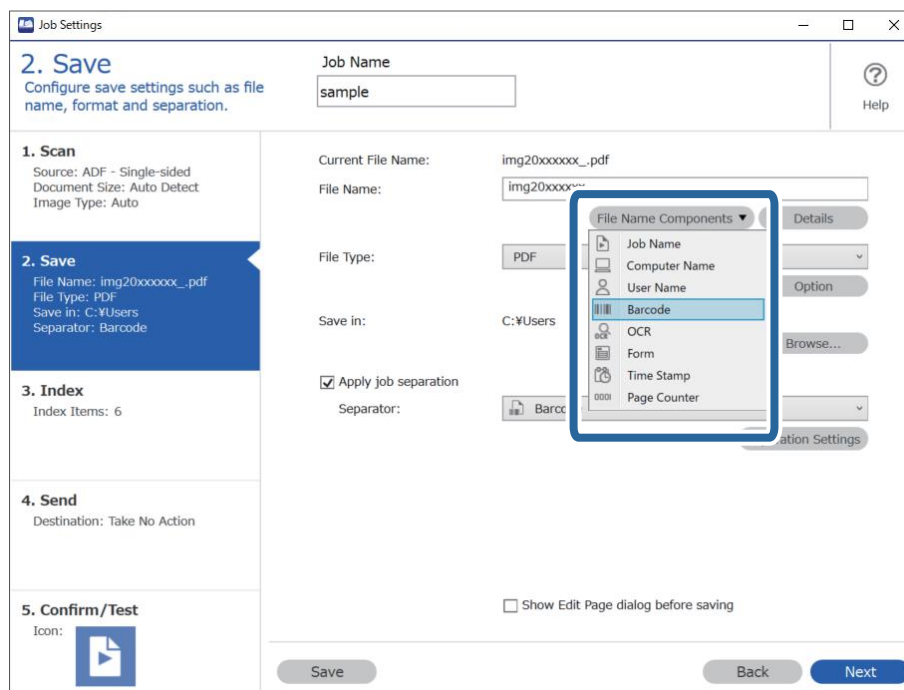 Job Settings
2. Save
Configure save settings such as file
name, format and separation.
Job Name
sample
Help
1. Scan
Source: ADF - Single-sided
Document Size: Auto Detect
Image Type: Auto
2. Save
File Name: img20xxxxxx_.pdf
File Type: PDF
Save in: C:¥Users
Separator: Barcode
3. Index
Index Items: 6
4. Send
Destination: Take No Action
5. Confirm/Test
Icon:
Current File Name: img20xxxxxx_.pdf
File Name: img20xxxxxx
File Name Components ▼
Details
Job Name
Computer Name
User Name
Barcode
OCR
OCR
Form
Time Stamp
0001 Page Counter
File Type: PDF
Option
Save in: C:¥Users
Browse...
Apply job separation
Separator:
Settings
Show Edit Page dialog before saving
Save
Back
Next